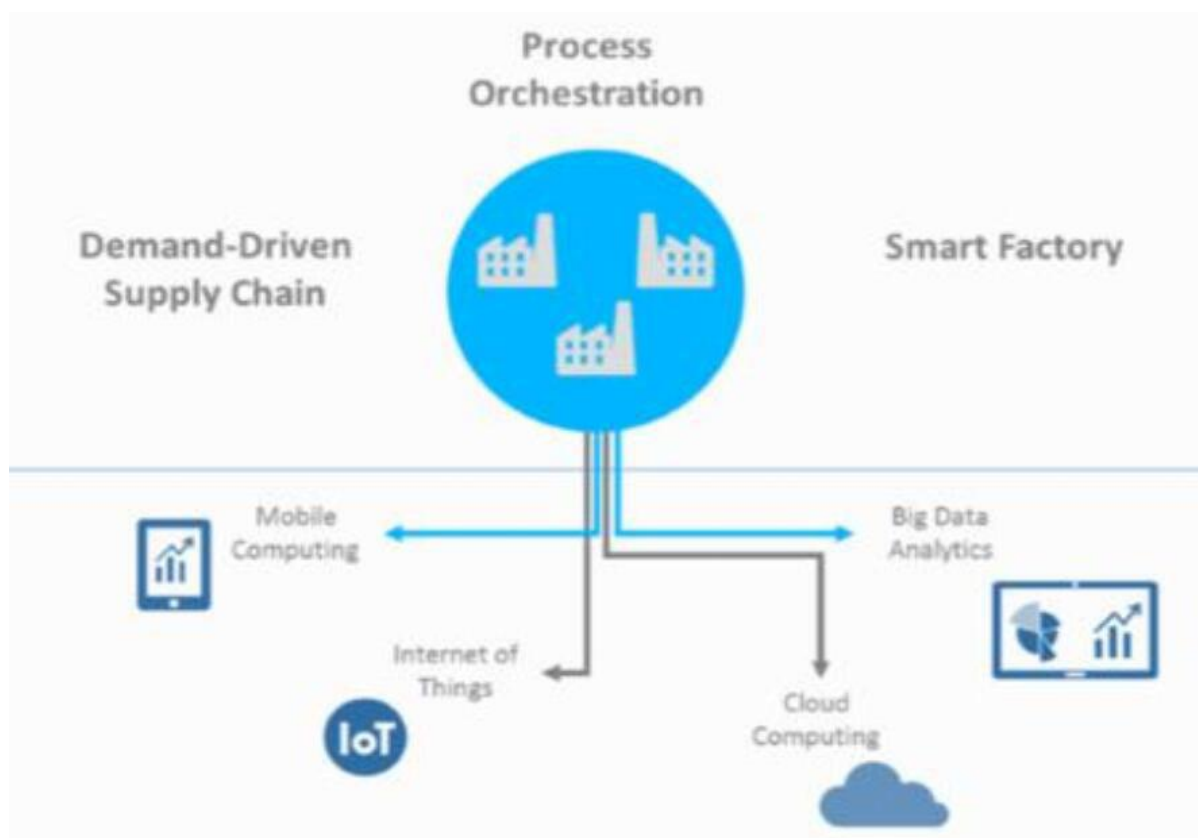 Process
Orchestration
Demand-Driven
Supply Chain
Smart Factory
Mobile
Computing
Big Data
Analytics
Internet of
Things
IoT
Cloud
Computing